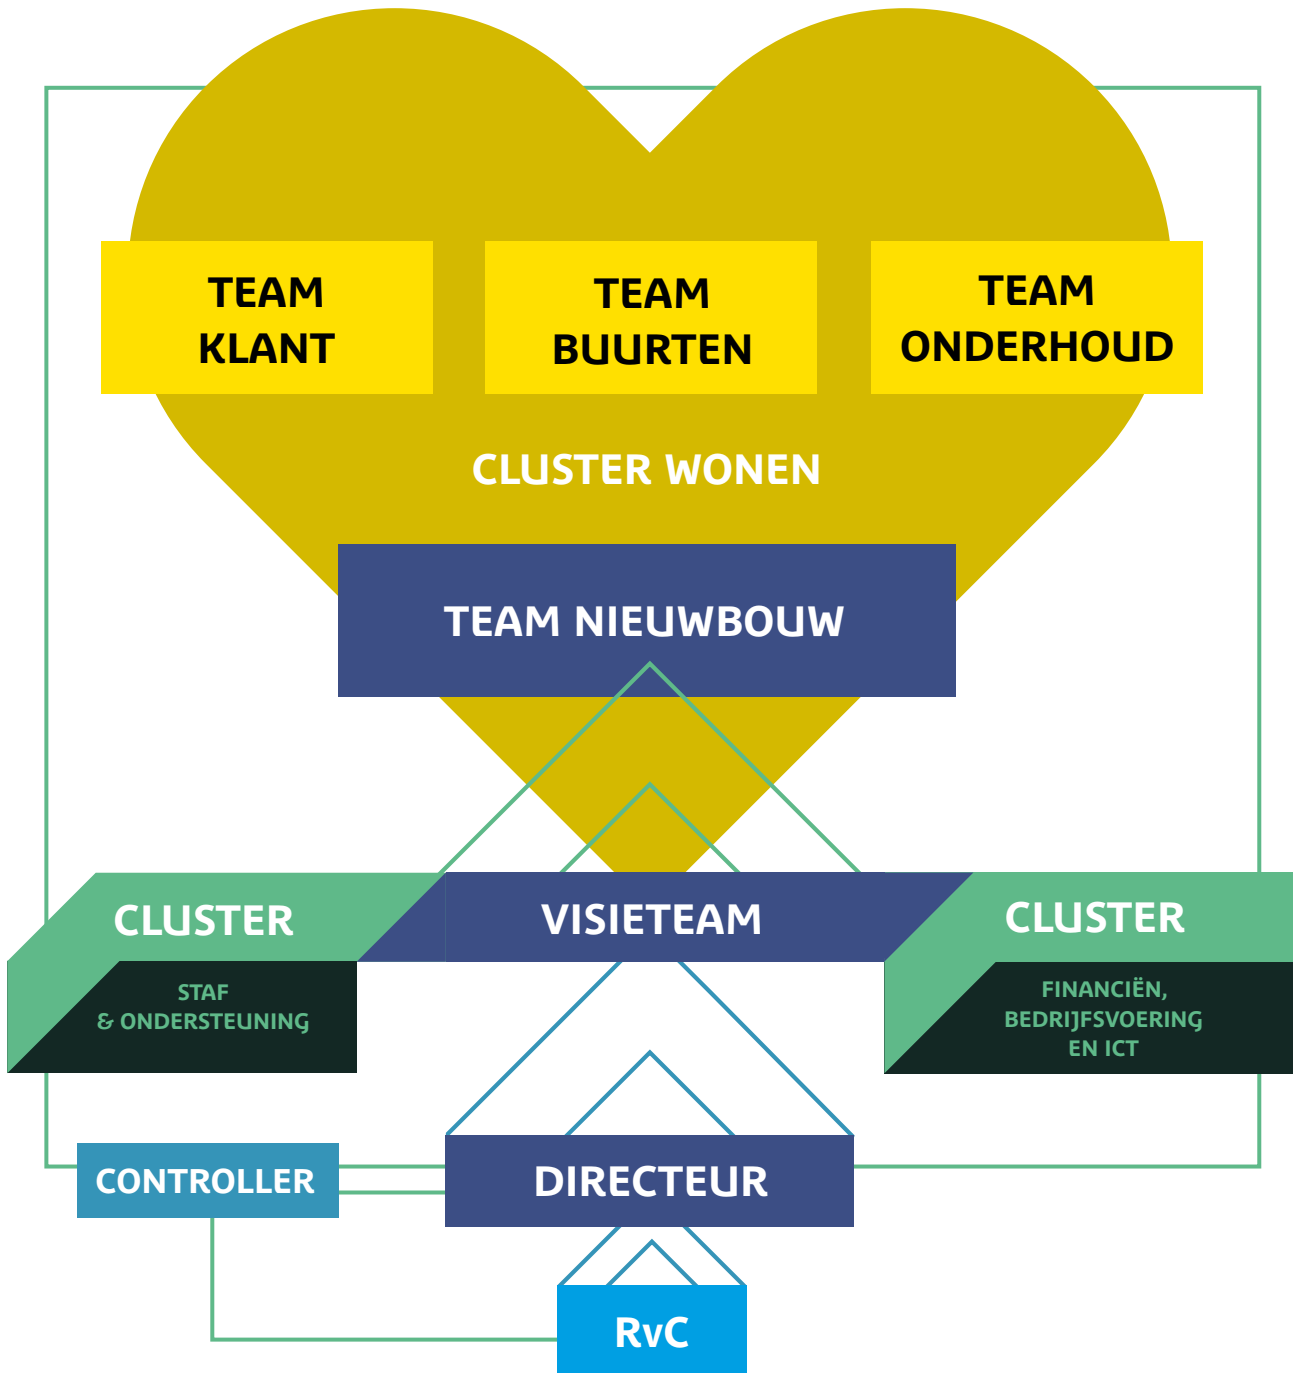 TEAM
KLANT
TEAM
BUURTEN
TEAM
ONDERHOUD
CLUSTER WONEN
TEAM NIEUWBOUW
CLUSTER
STAF
& ONDERSTEUNING
VISIETEAM
CLUSTER
FINANCIËN,
BEDRIJFSVOERING
EN ICT
CONTROLLER
DIRECTEUR
RvC